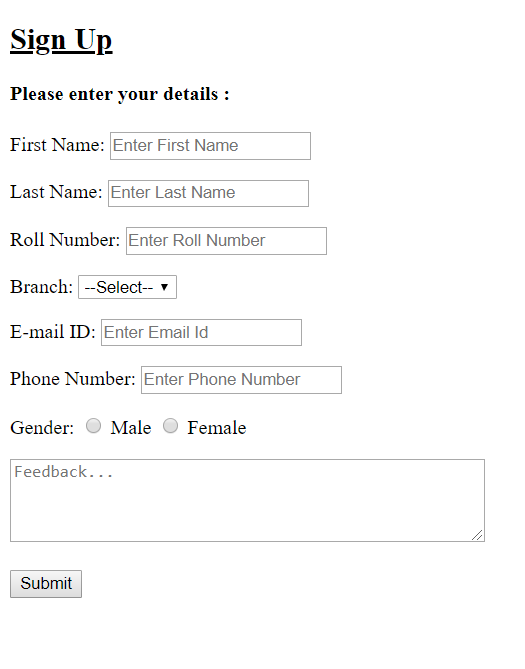 Sign Up
Please enter your details :
First Name: Enter First Name
Last Name: Enter Last Name
Roll Number: Enter Roll Number
Branch: --Select--
E-mail ID: Enter Email Id
Phone Number: Enter Phone Number
Gender: Male Female
Feedback...
Submit